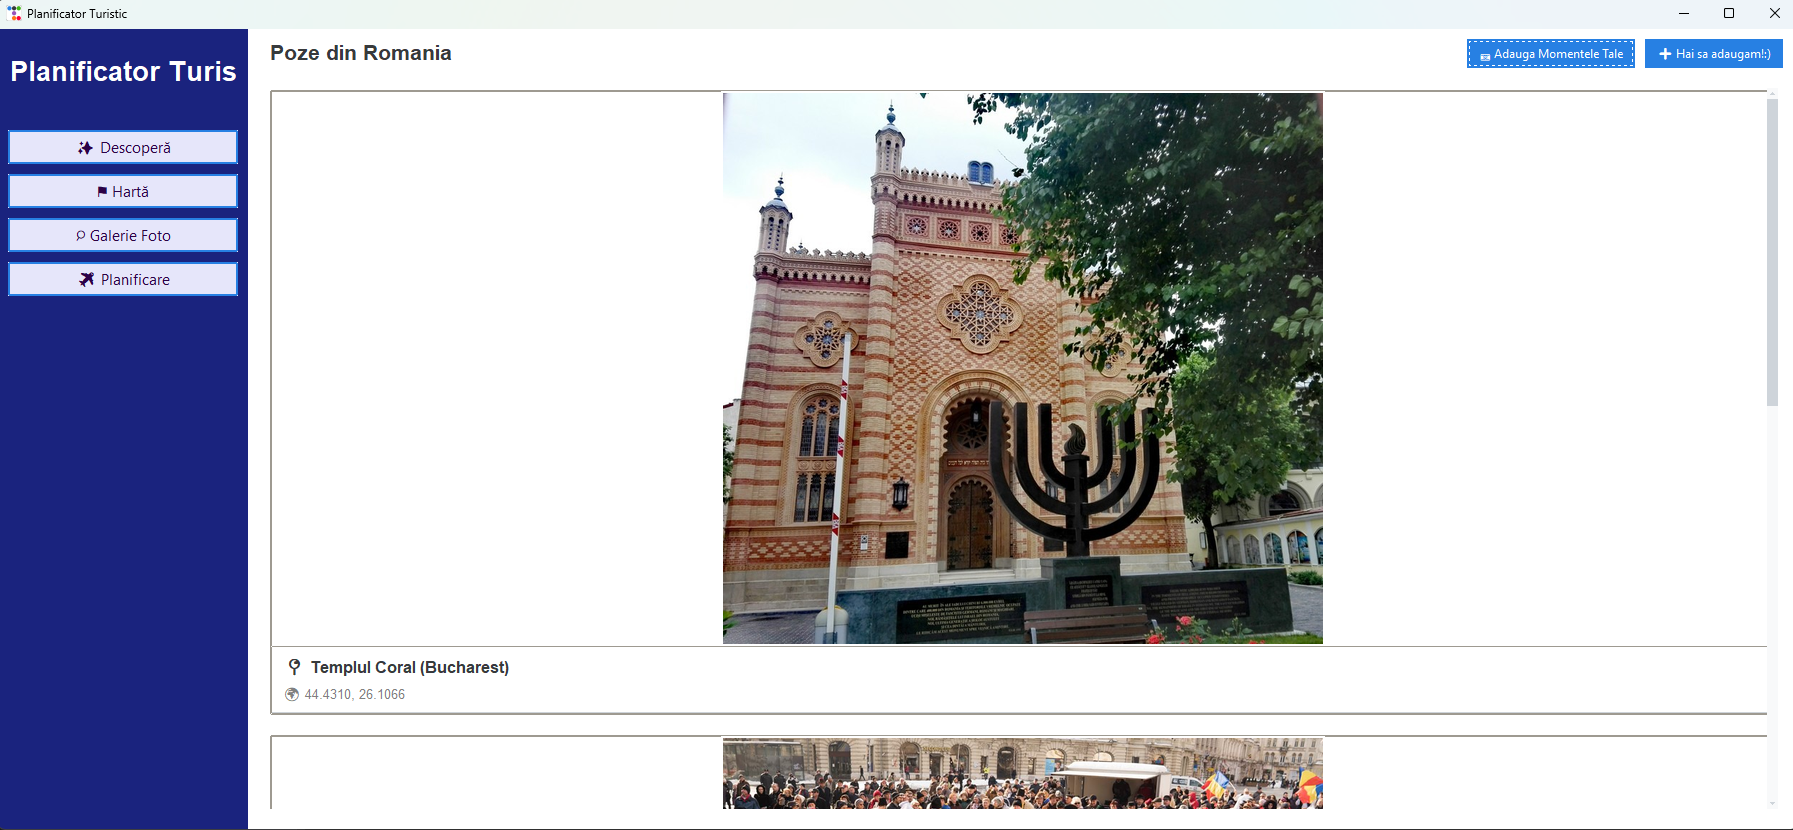 Planificator Turistic
Planificator Turis
Descoperă
Hartă
Galerie Foto
Planificare
Poze din Romania
Adauga Momentele Tale
Hai sa adaugam!:)
Templul Coral (Bucharest)
44.4310, 26.1066